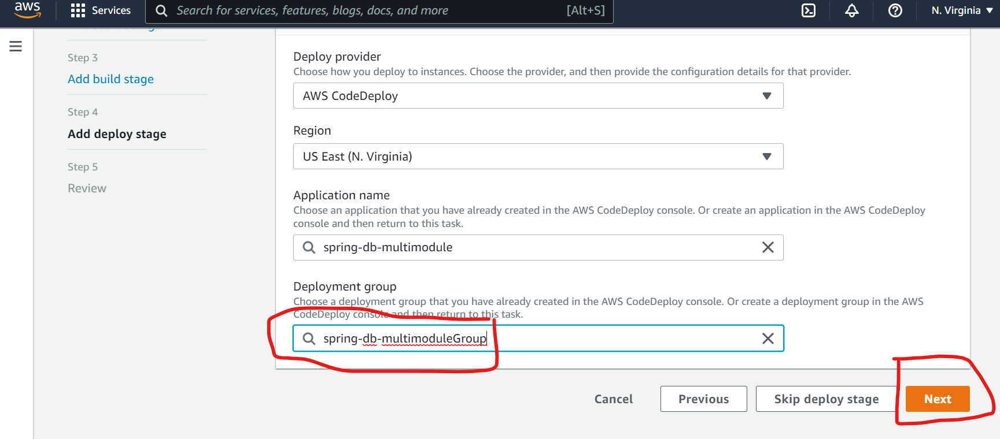 aws
Services
Search for services, features, blogs, docs, and more
[Alt+S]
N. Virginia
Step 3
Add build stage
Step 4
Add deploy stage
Step 5
Review
Deploy provider
Choose how you deploy to instances. Choose the provider, and then provide the configuration details for that provider.
AWS CodeDeploy
Region
US East (N. Virginia)
Application name
Choose an application that you have already created in the AWS CodeDeploy console. Or create an application in the AWS CodeDeploy
console and then return to this task.
spring-db-multimodule
Deployment group
Choose a deployment group that you have already created in the AWS CodeDeploy console. Or create a deployment group in the AWS
CodeDeploy console and then return to this task.
spring-db-multimoduleGroup
Cancel
Previous
Skip deploy stage
Next